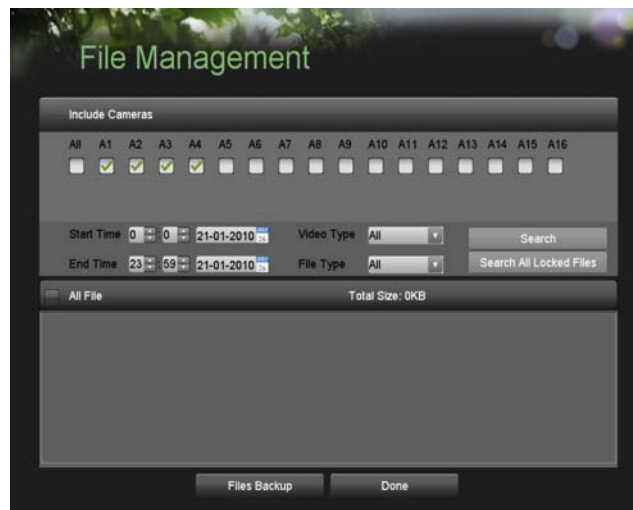 File Management
Include Cameras
All A1 A2 A3 A4 A5 A6 A7 A8 A9 A10 A11 A12 A13 A14 A15 A16
Start Time 0 : 0 21-01-2010 Video Type All Search
End Time 23 : 59 21-01-2010 File Type All Search All Locked Files
All File Total Size: 0KB
Files Backup Done